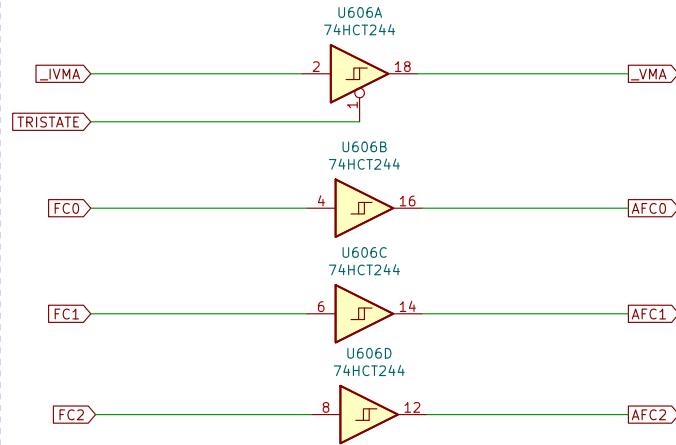 U606A
74HCT244
_IVMA 2 18 _VMA
TRISTATE 1
U606B
74HCT244
FC0 4 16 AFC0
U606C
74HCT244
FC1 6 14 AFC1
U606D
74HCT244
FC2 8 12 AFC2